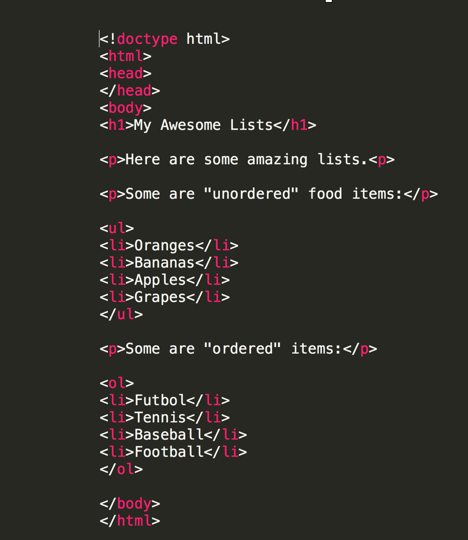 <!doctype html>
<html>
<head>
</head>
<body>
<h1>My Awesome Lists</h1>
<p>Here are some amazing lists.<p>
<p>Some are "unordered" food items:</p>
<ul>
<li>Oranges</li>
<li>Bananas</li>
<li>Apples</li>
<li>Grapes</li>
</ul>
<p>Some are "ordered" items:</p>
<ol>
<li>Futbol</li>
<li>Tennis</li>
<li>Baseball</li>
<li>Football</li>
</ol>
</body>
</html>